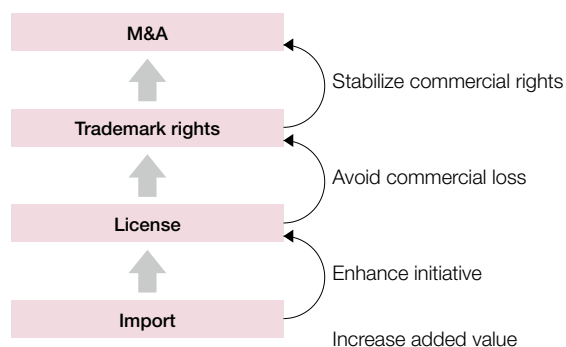 M&A
Stabilize commercial rights
Trademark rights
Avoid commercial loss
License
Enhance initiative
Import
Increase added value